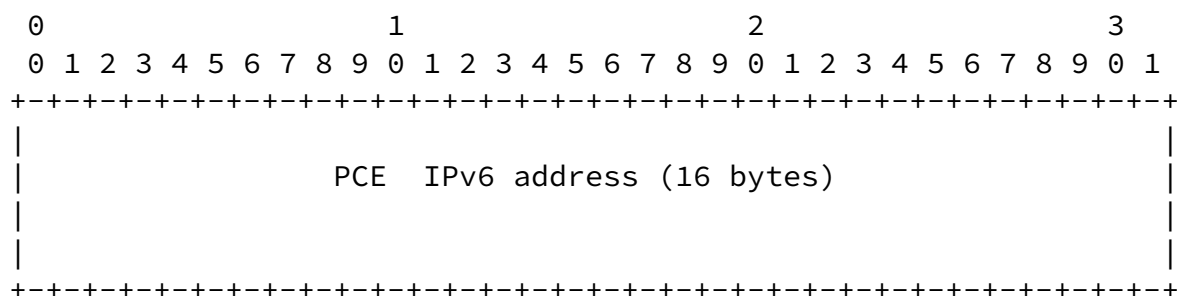 0                   1                   2                   3
 0 1 2 3 4 5 6 7 8 9 0 1 2 3 4 5 6 7 8 9 0 1 2 3 4 5 6 7 8 9 0 1
+-+-+-+-+-+-+-+-+-+-+-+-+-+-+-+-+-+-+-+-+-+-+-+-+-+-+-+-+-+-+-+-+
|                                                               |
|                 PCE  IPv6 address (16 bytes)                  |
|                                                               |
|                                                               |
+-+-+-+-+-+-+-+-+-+-+-+-+-+-+-+-+-+-+-+-+-+-+-+-+-+-+-+-+-+-+-+-+